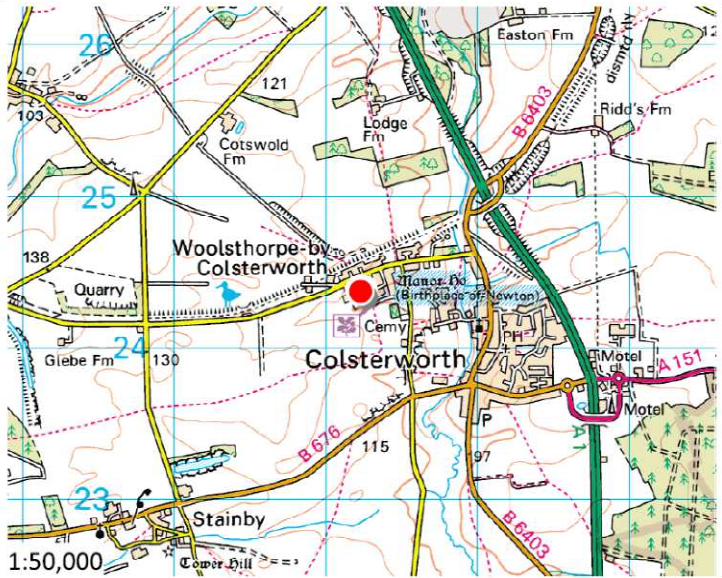 26
Easton Fm
dismtd rly
121
B 6403
103
Lodge
Fm
Ridd's Fm
Cotswold
Fm
25
138
Woolsthorpe-by-
Colsterworth
Quarry
Manor Ho
(Birthplace of Newton)
Cemy
PH
Glebe Fm
24
130
Colsterworth
Motel
A 151
Motel
P
A 1
B 676
115
97
23
Stainby
B 6403
1:50,000
Tower Hill